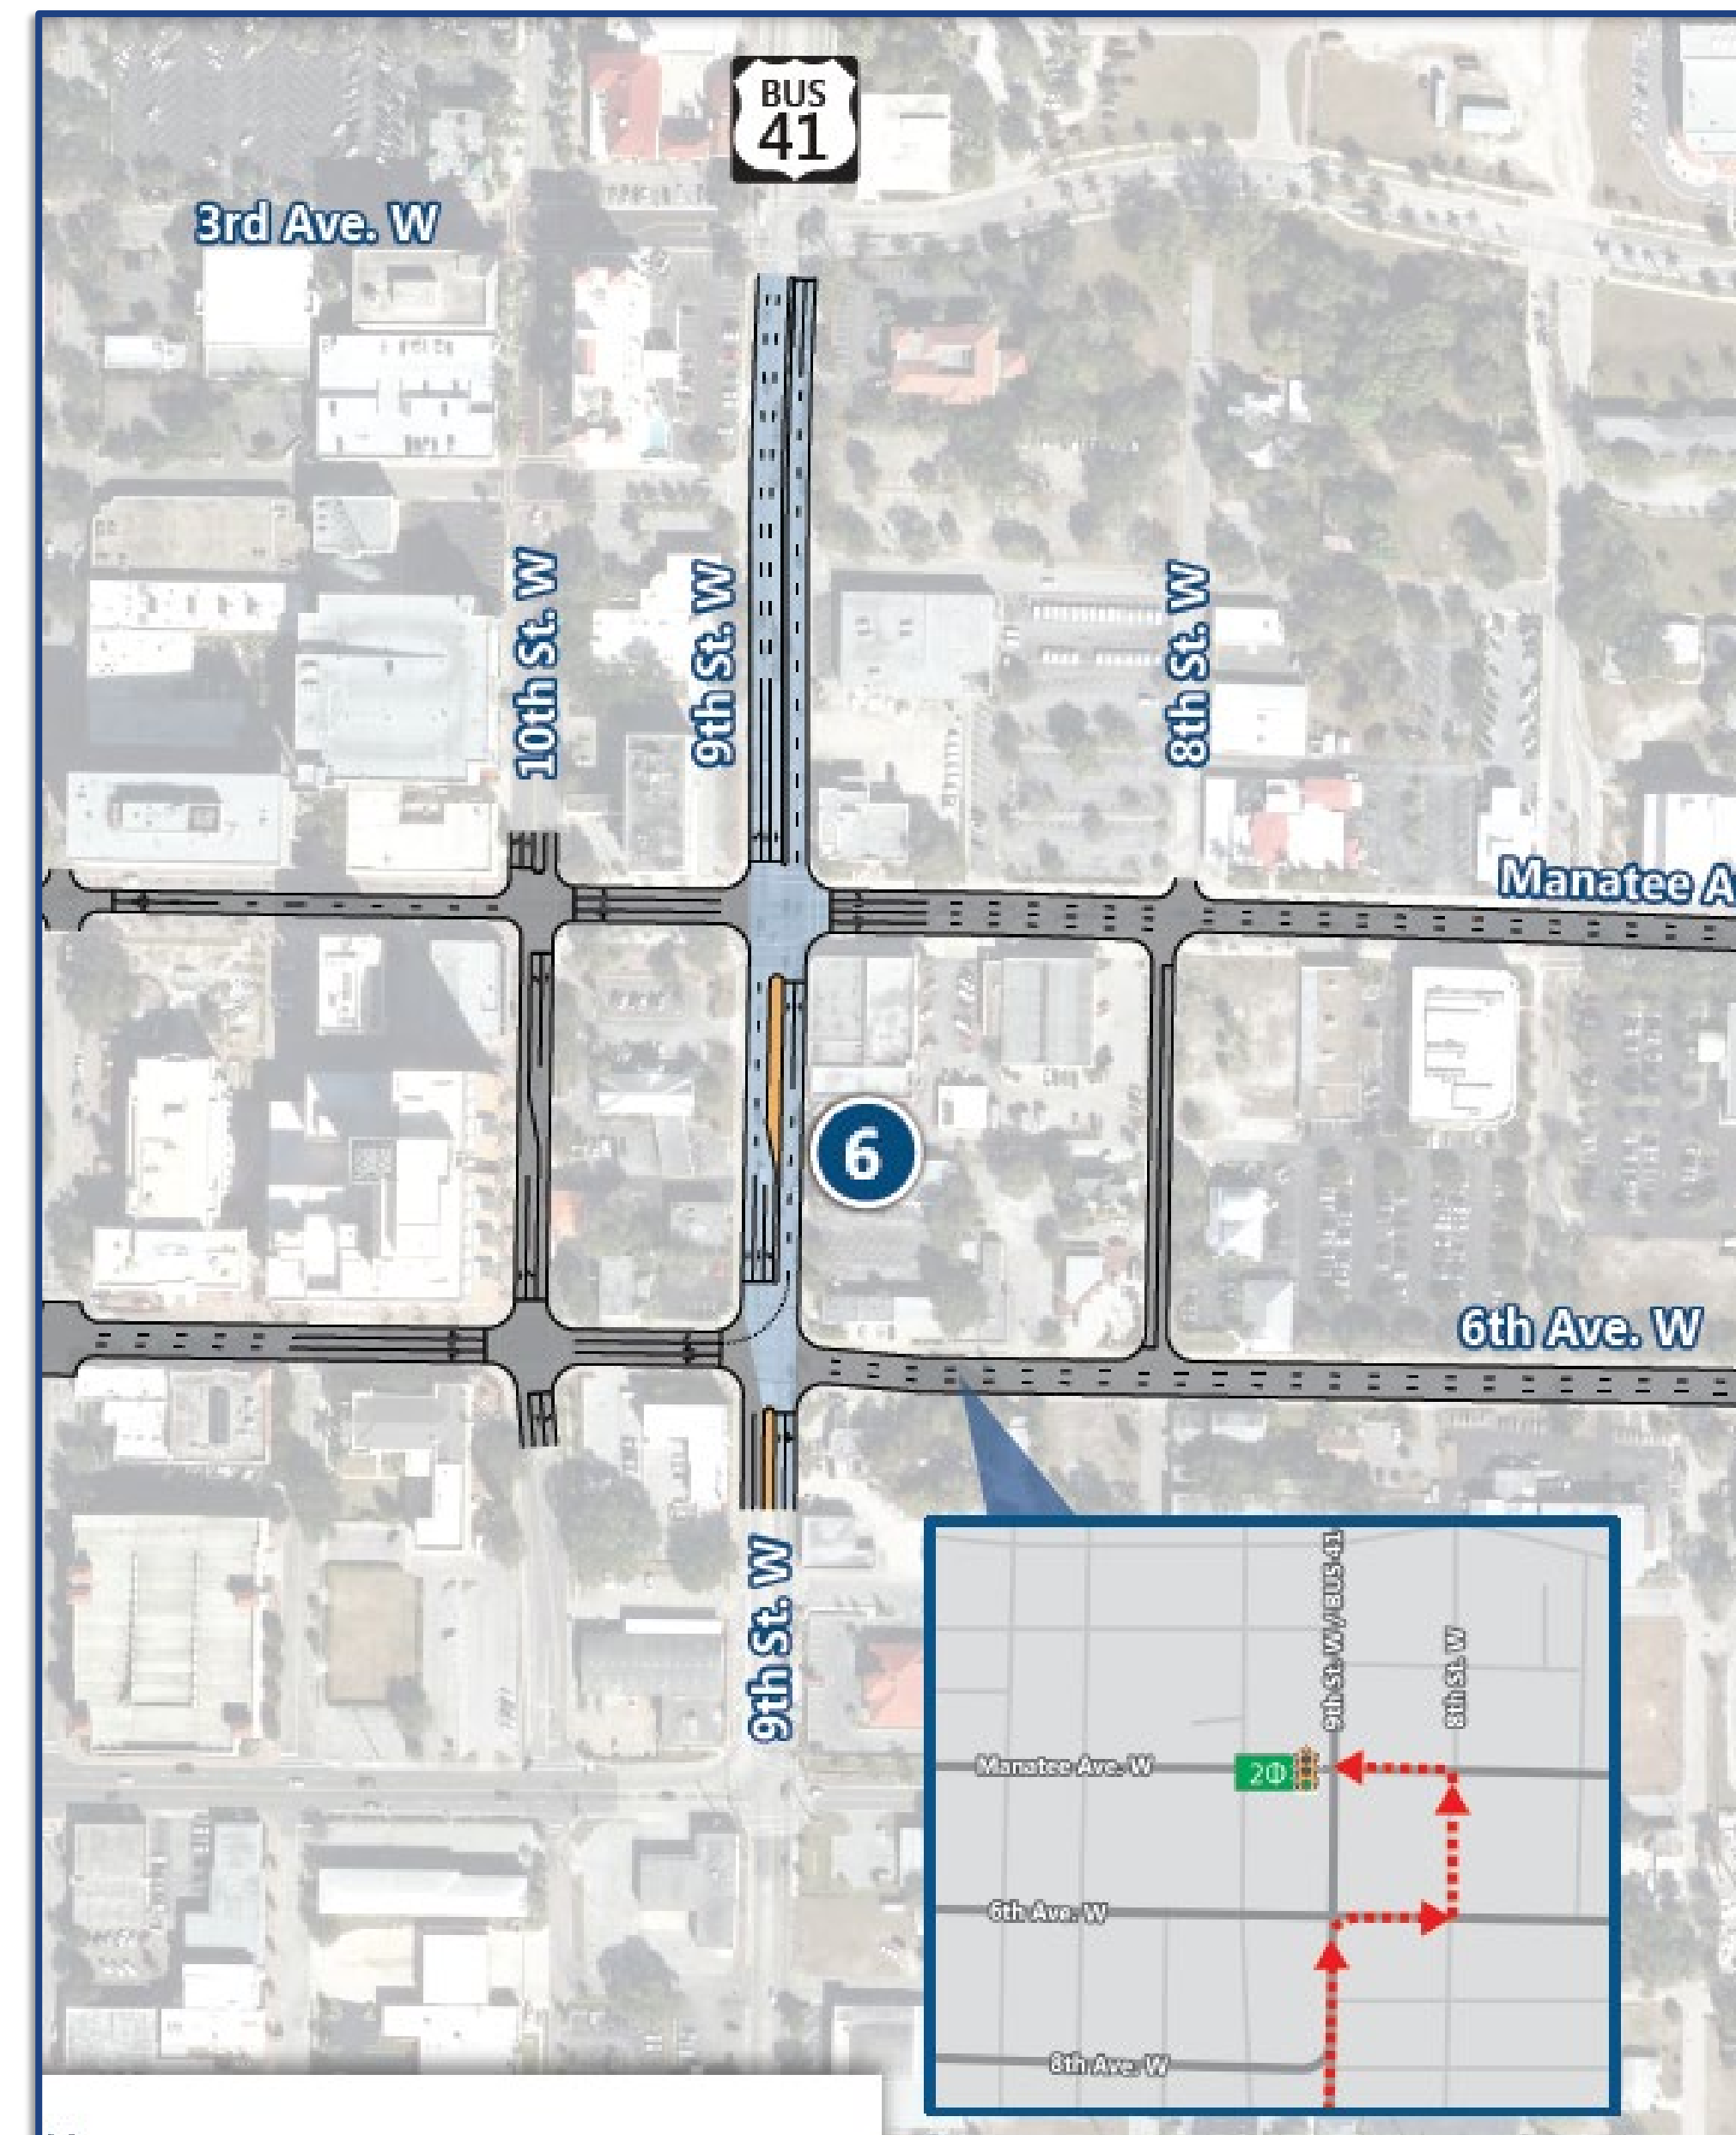 BUS
41
3rd Ave. W
10th St. W
9th St. W
8th St. W
Manatee A
6
6th Ave. W
9th St. W
9th St. W/BUS 41
8th St. W
Manatee Ave. W
2Φ
6th Ave. W
8th Ave. W